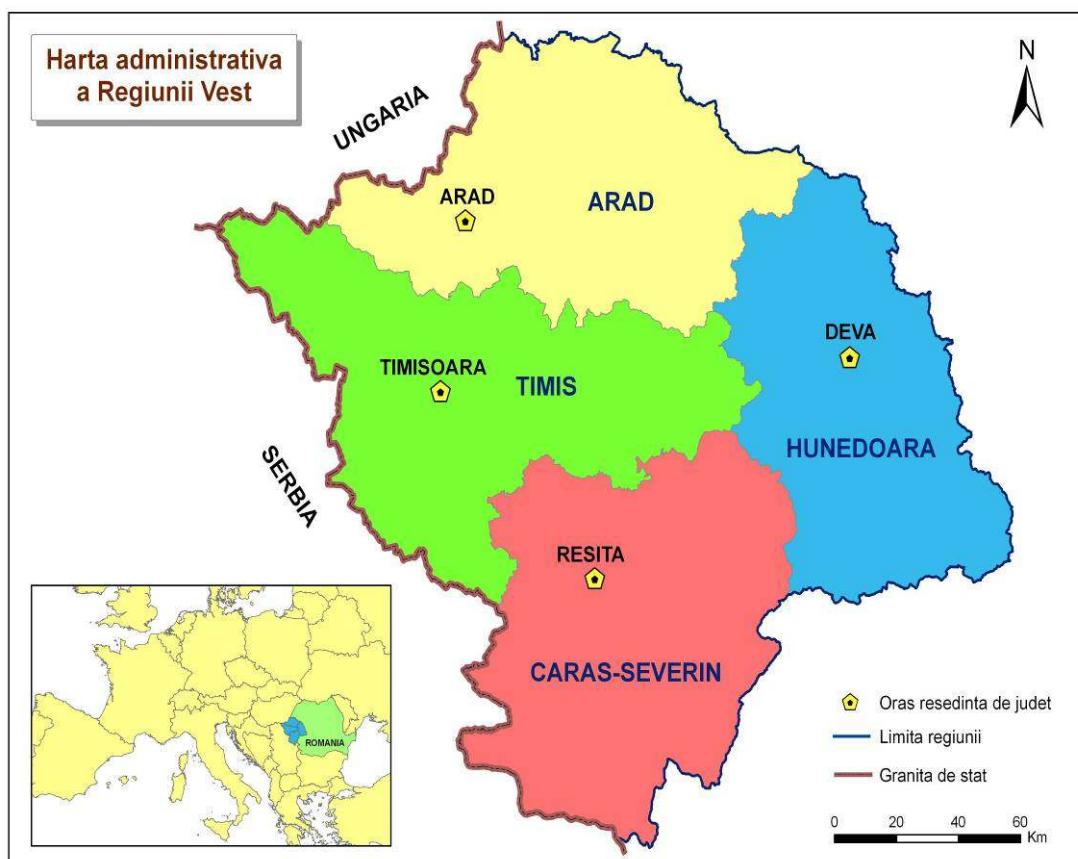 Harta administrativa
a Regiunii Vest
N
UNGARIA
ARAD
ARAD
DEVA
TIMISOARA
TIMIS
HUNEDOARA
SERBIA
RESITA
CARAS-SEVERIN
ROMANIA
Oras resedinta de judet
Limita regiunii
Granita de stat
0 20 40 60
Km